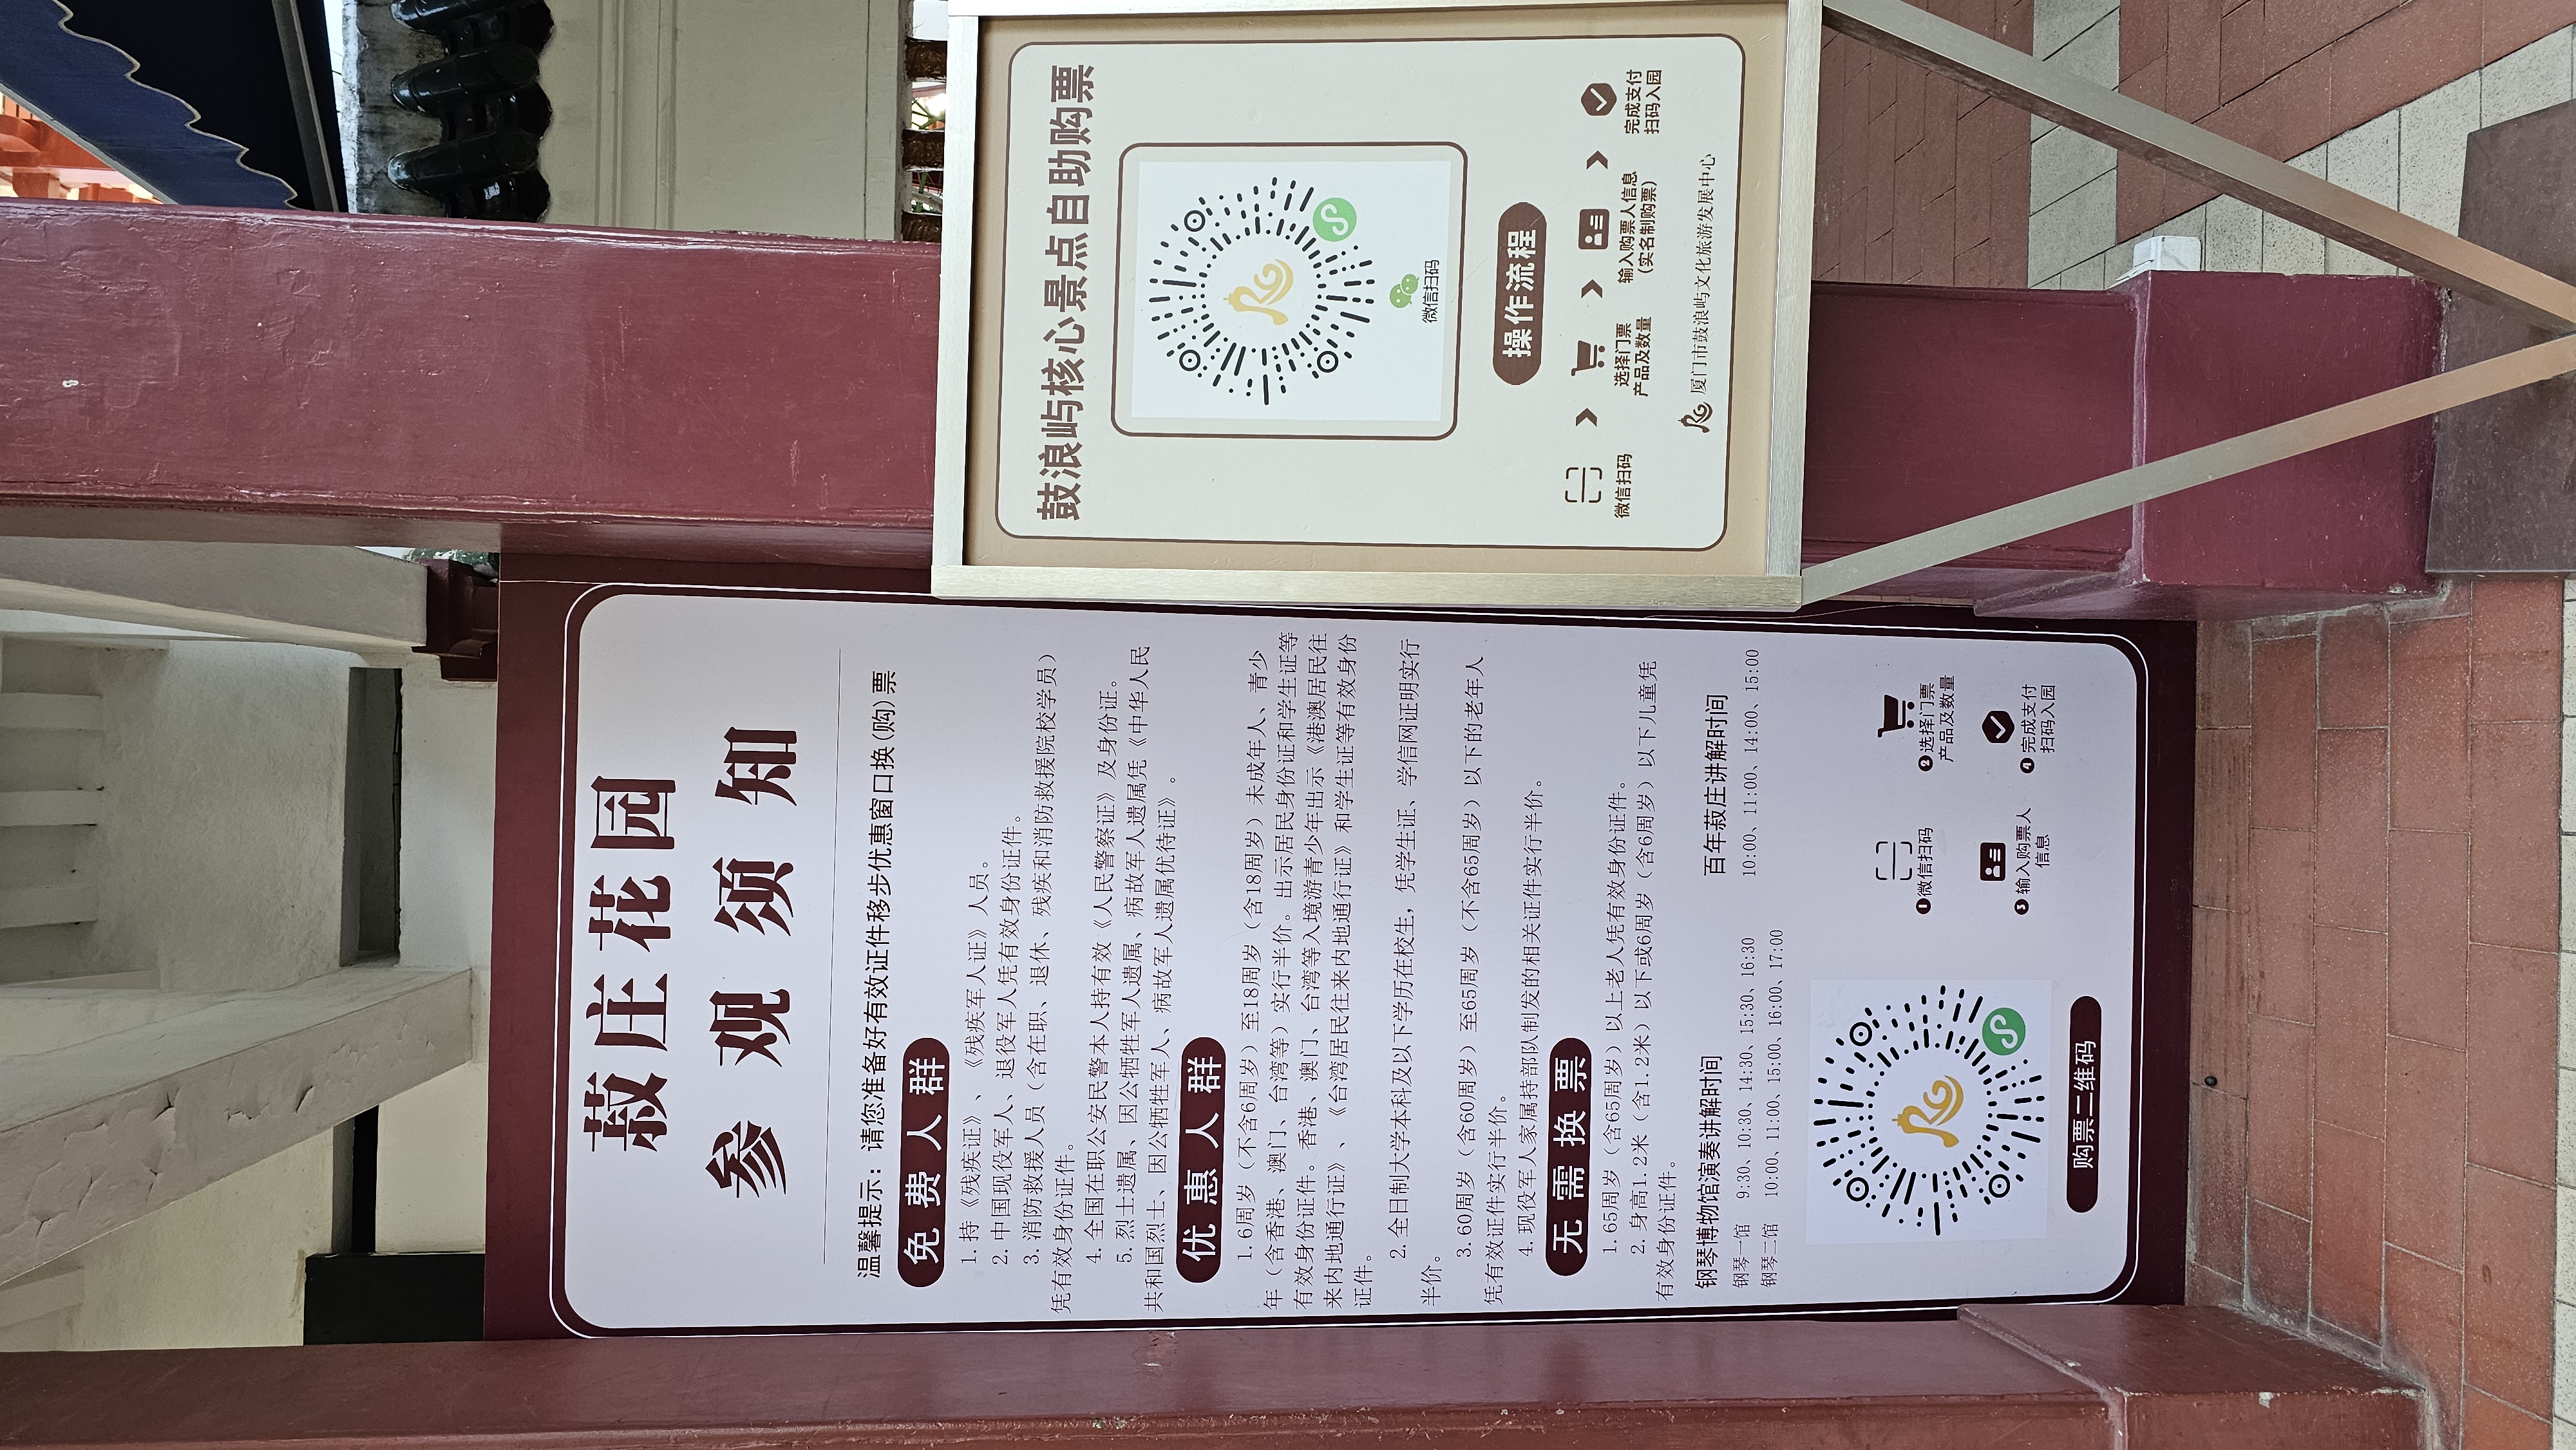 菽庄花园
参观须知
温馨提示：请您准备好有效证件移步优惠窗口换(购)票
免费人群
1.持《残疾证》、《残疾军人证》人员。
2.中国现役军人、退役军人凭有效身份证件。
3.消防救援人员（含在职、退休、残疾和消防救援院校学员）
凭有效身份证件。
4.全国在职公安民警本人持有效《人民警察证》及身份证。
5.烈士遗属、因公牺牲军人遗属、病故军人遗属凭《中华人民
共和国烈士、因公牺牲军人、病故军人遗属优待证》。
优惠人群
1.6周岁（不含6周岁）至18周岁（含18周岁）未成年人、青少
年（含香港、澳门、台湾等）实行半价。出示居民身份证和学生证等
有效身份证件。香港、澳门、台湾等入境游青少年出示《港澳居民往
来内地通行证》、《台湾居民往来内地通行证》和学生证等有效身份
证件。
2.全日制大学本科及以下学历在校生，凭学生证、学信网证明实行
半价。
3.60周岁（含60周岁）至65周岁（不含65周岁）以下的老年人
凭有效证件实行半价。
4.现役军人家属持部队制发的相关证件实行半价。
无需换票
1.65周岁（含65周岁）以上老人凭有效身份证件。
2.身高1.2米（含1.2米）以下或6周岁（含6周岁）以下儿童凭
有效身份证件。
钢琴博物馆演奏讲解时间
钢琴一馆 9:30、10:30、14:30、15:30、16:30
钢琴二馆 10:00、11:00、15:00、16:00、17:00
百年菽庄讲解时间
10:00、11:00、14:00、15:00
购票二维码
1微信扫码
2选择门票
产品及数量
3输入购票人
信息
4完成支付
扫码入园
鼓浪屿核心景点自助购票
微信扫码
操作流程
微信扫码
选择门票
产品及数量
输入购票人信息
（实名制购票）
完成支付
扫码入园
厦门市鼓浪屿文化旅游发展中心